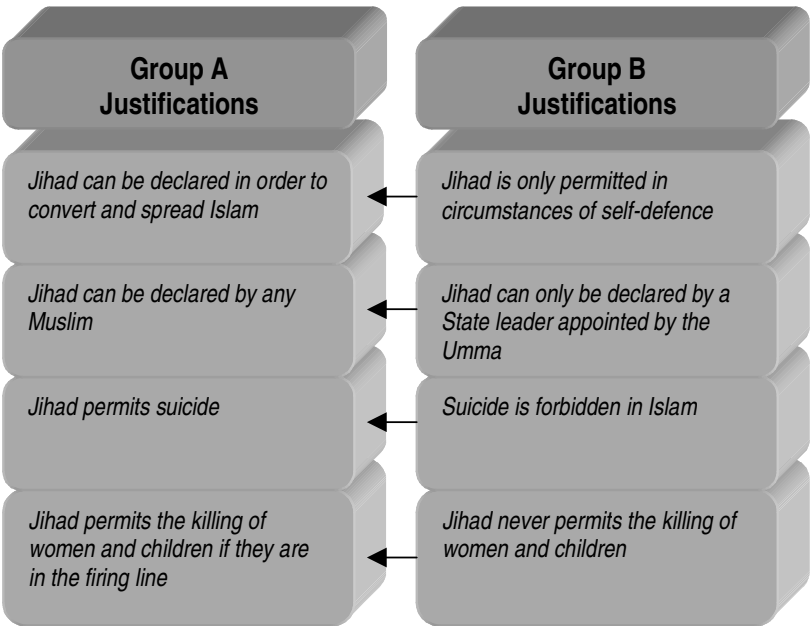 Group A
Justifications
Jihad can be declared in order to
convert and spread Islam
Jihad can be declared by any
Muslim
Jihad permits suicide
Jihad permits the killing of
women and children if they are
in the firing line
Group B
Justifications
Jihad is only permitted in
circumstances of self-defence
Jihad can only be declared by a
State leader appointed by the
Umma
Suicide is forbidden in Islam
Jihad never permits the killing of
women and children